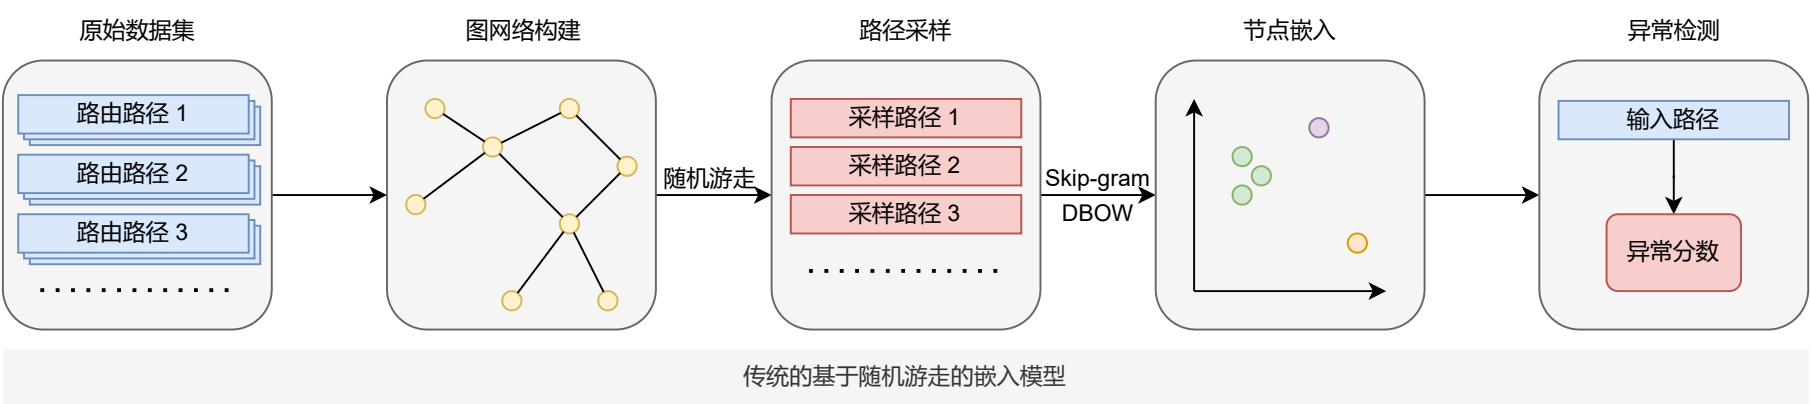 原始数据集
路由路径 1
路由路径 2
路由路径 3
图网络构建
随机游走
路径采样
采样路径 1
采样路径 2
采样路径 3
Skip-gram
DBOW
节点嵌入
异常检测
输入路径
异常分数
传统的基于随机游走的嵌入模型